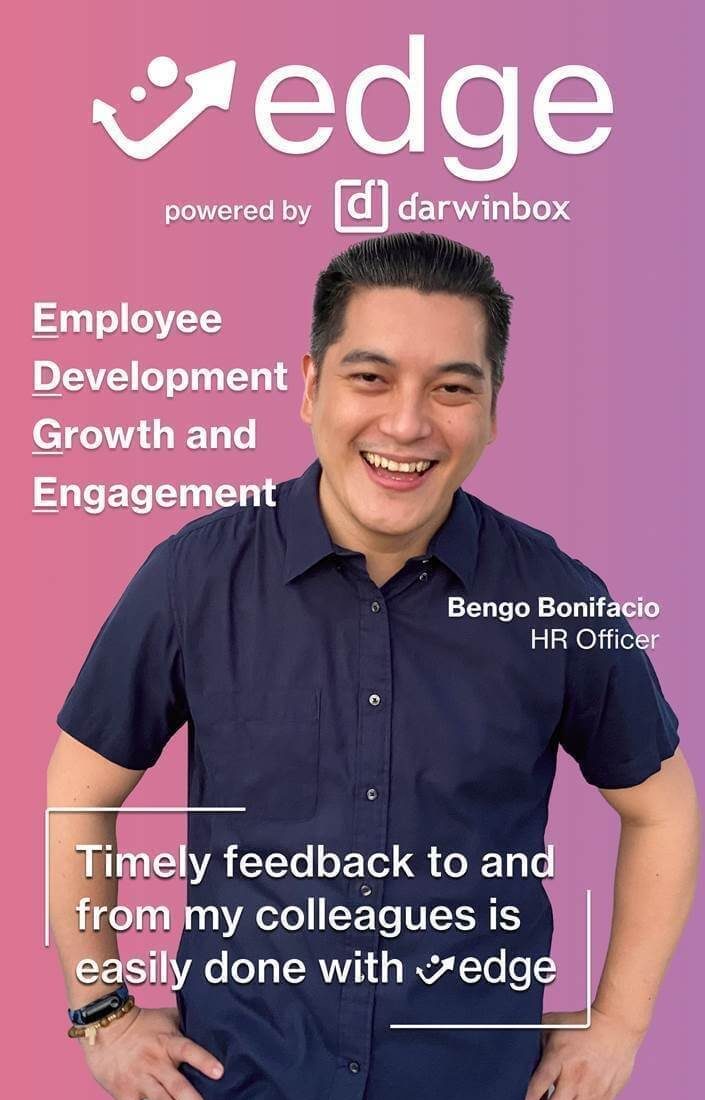 edge
powered by darwinbox
Employee
Development
Growth and
Engagement
Bengo Bonifacio
HR Officer
Timely feedback to and
from my colleagues is
easily done with edge